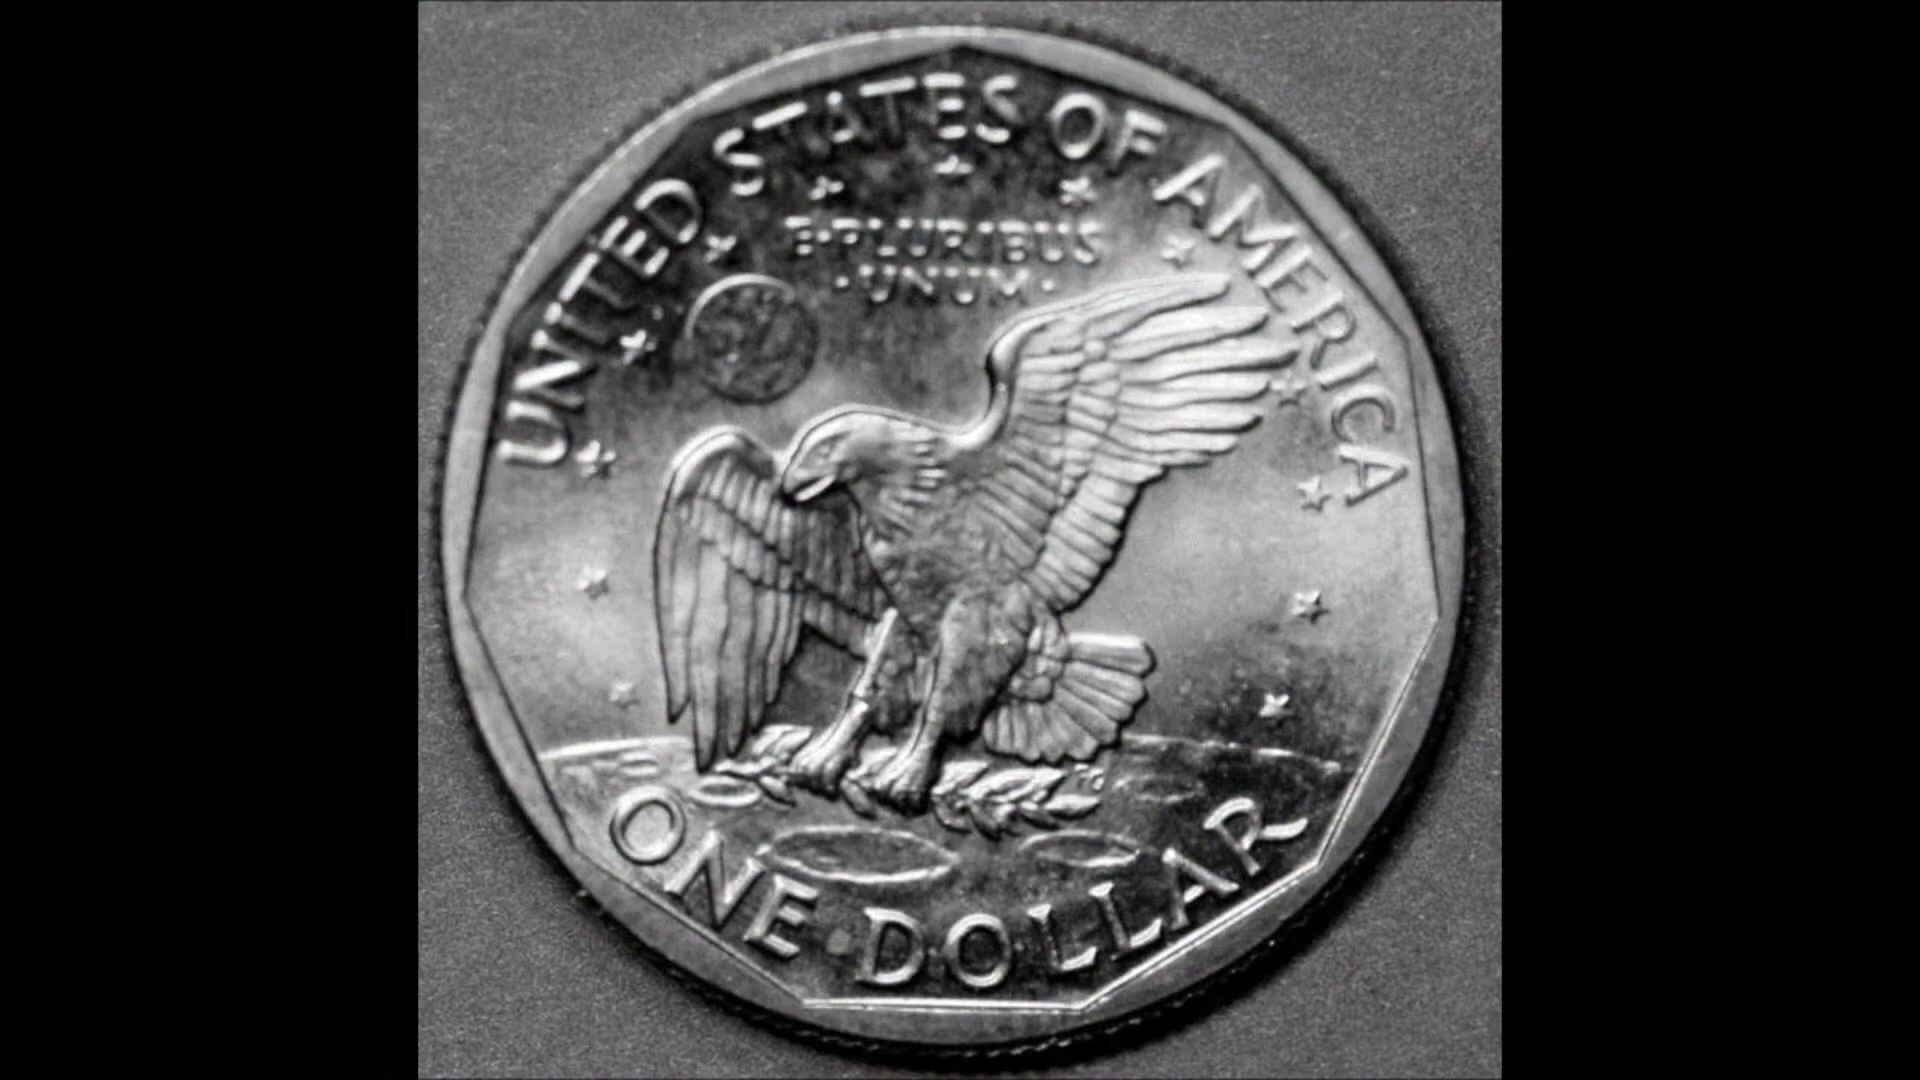 UNITED STATES OF AMERICA
E·PLURIBUS
·UNUM·
ONE·DOLLAR